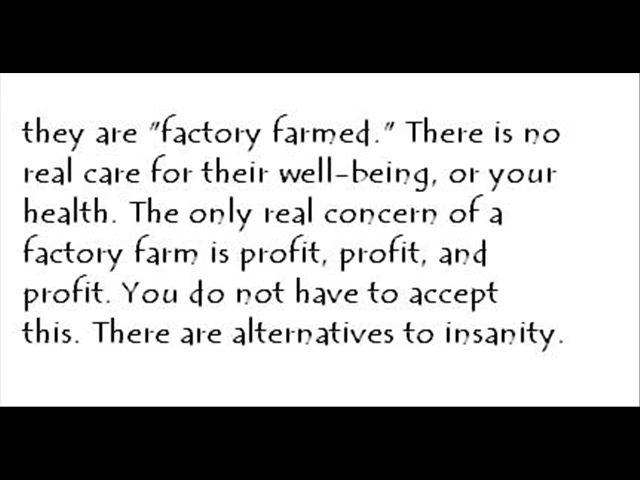 they are "factory farmed." There is no
real care for their well-being, or your
health. The only real concern of a
factory farm is profit, profit, and
profit. You do not have to accept
this. There are alternatives to insanity.